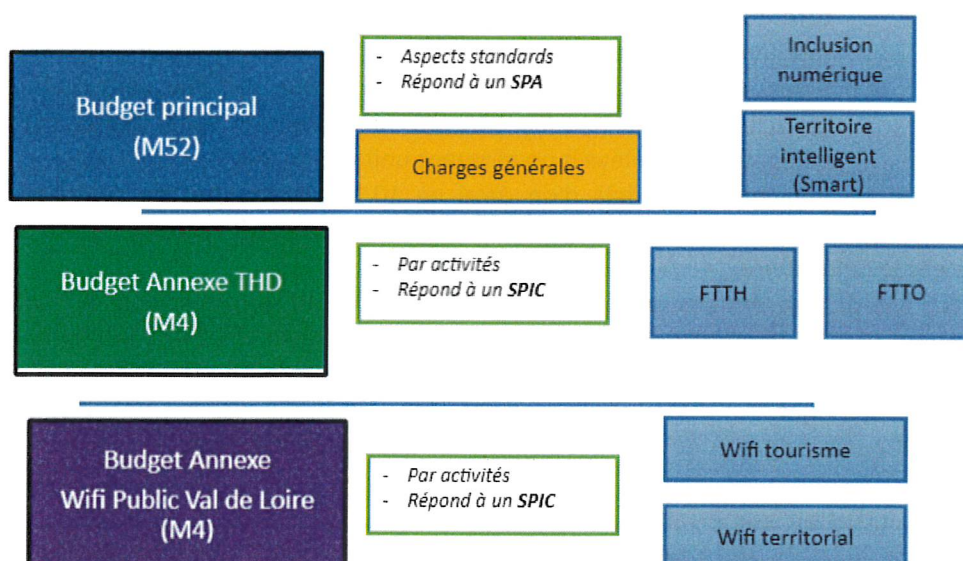 Budget principal
(M52)
- Aspects standards
- Répond à un SPA
Charges générales
Inclusion
numérique
Territoire
intelligent
(Smart)
Budget Annexe THD
(M4)
- Par activités
- Répond à un SPIC
FTTH
FTTO
Budget Annexe
Wifi Public Val de Loire
(M4)
- Par activités
- Répond à un SPIC
Wifi tourisme
Wifi territorial